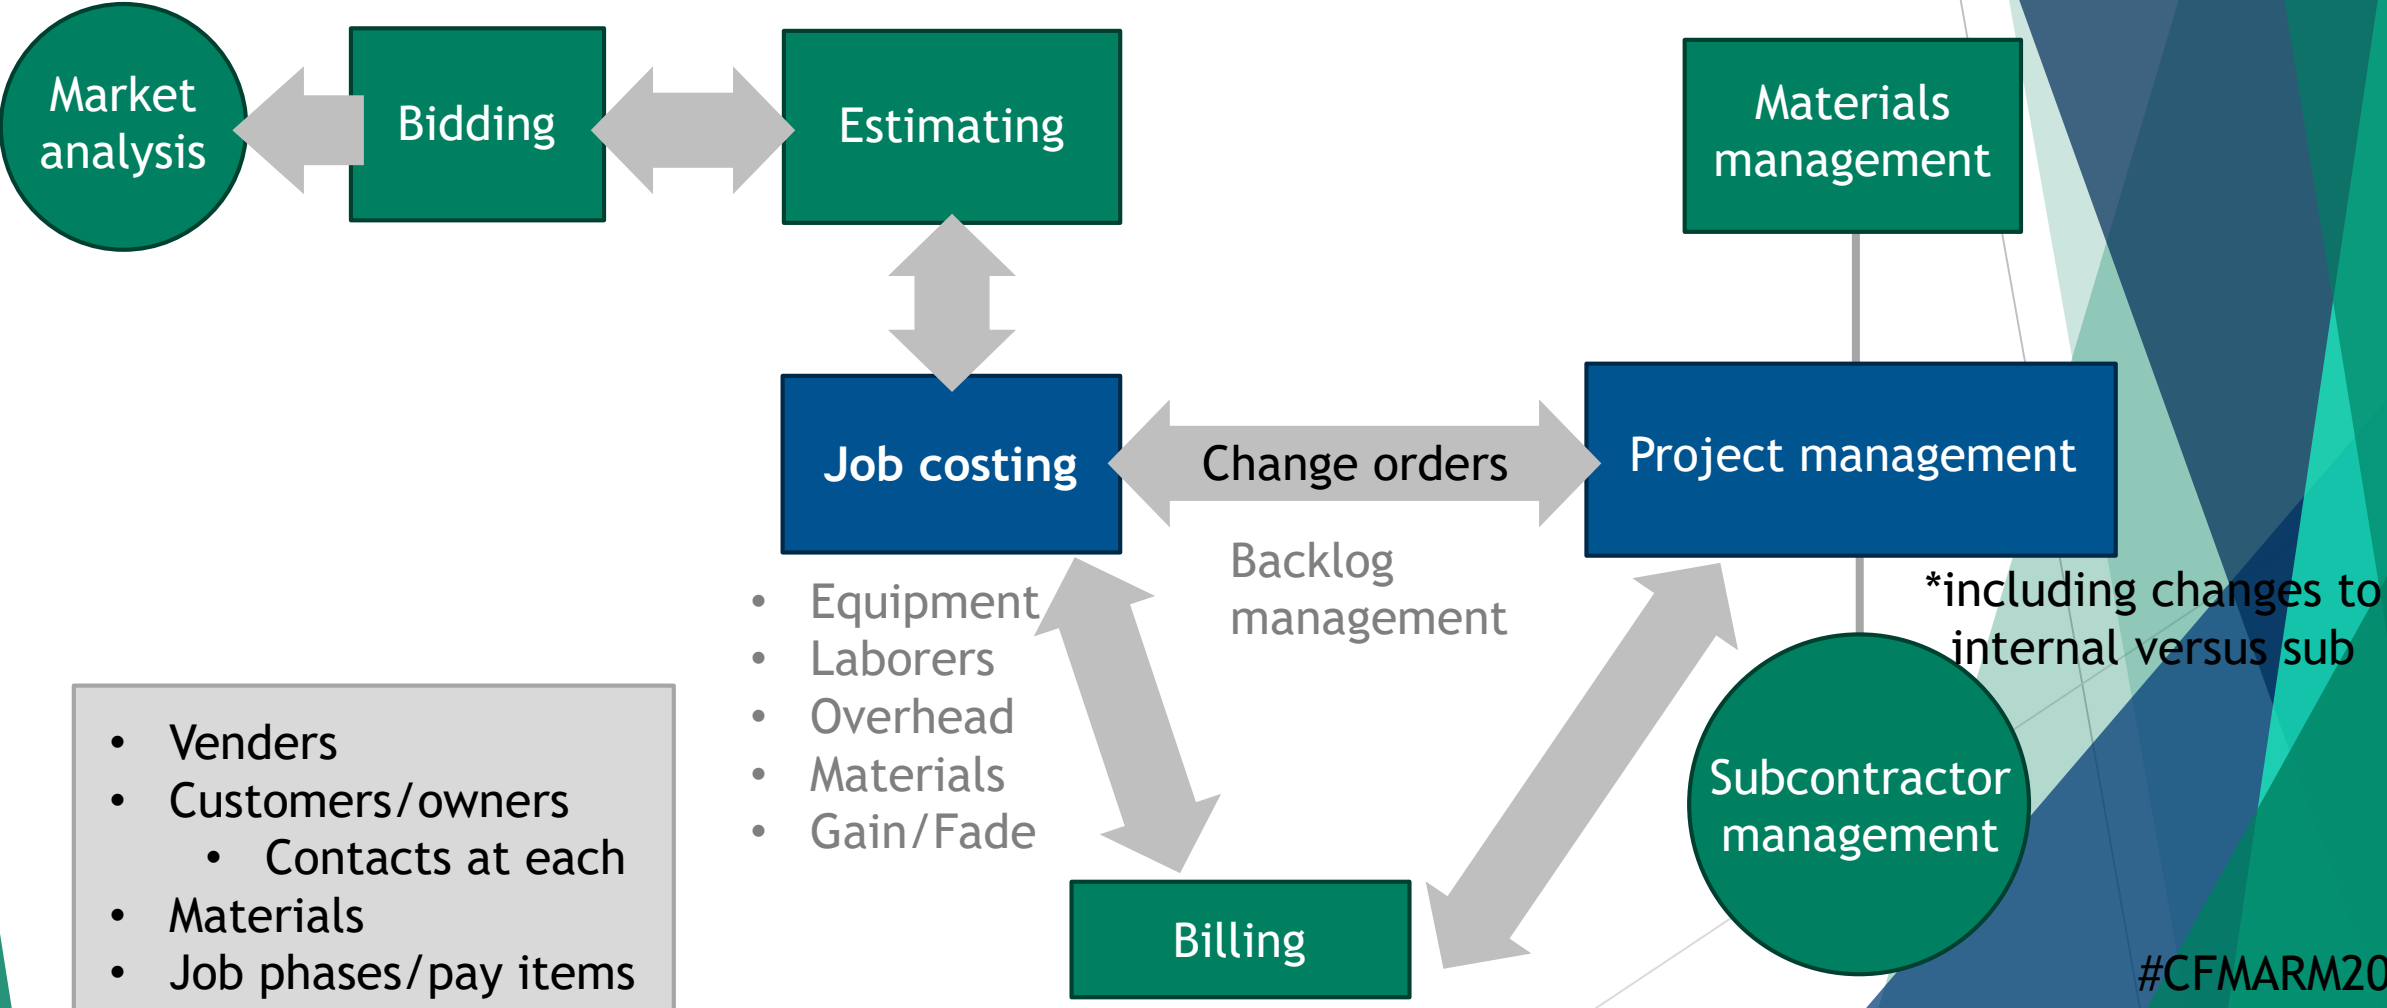 Market
analysis
Bidding
Estimating
Materials
management
Job costing
Change orders
Project management
Backlog
management
• Equipment
• Laborers
• Overhead
• Materials
• Gain/Fade
*including changes to
internal versus sub
Subcontractor
management
Billing
• Venders
• Customers/owners
• Contacts at each
• Materials
• Job phases/pay items
#CFMARM20